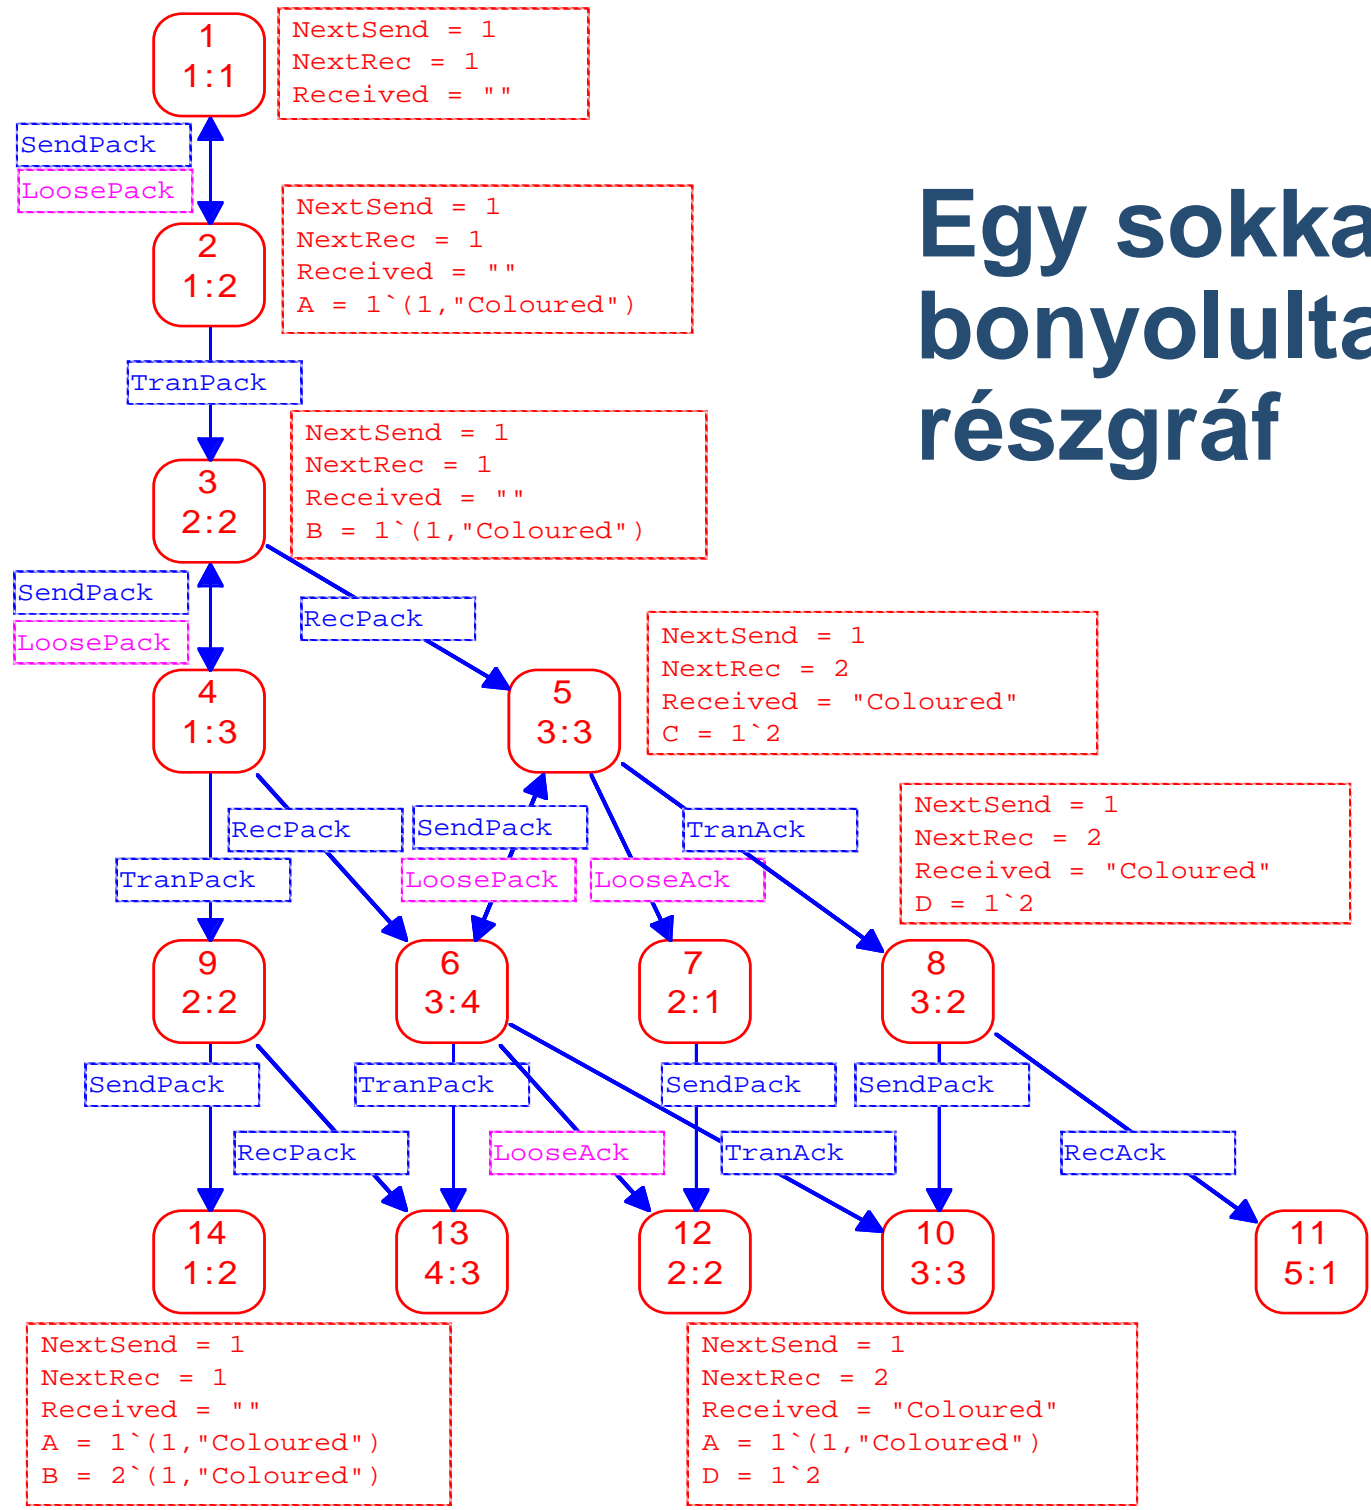 1
1:1
NextSend = 1
NextRec = 1
Received = ""
SendPack
LoosePack
Egy sokka
bonyolulta
részgráf
2
1:2
NextSend = 1
NextRec = 1
Received = ""
A = 1`(1,"Coloured")
TranPack
3
2:2
NextSend = 1
NextRec = 1
Received = ""
B = 1`(1,"Coloured")
SendPack
LoosePack
RecPack
4
1:3
5
3:3
NextSend = 1
NextRec = 2
Received = "Coloured"
C = 1`2
RecPack
SendPack
TranAck
TranPack
LoosePack
LooseAck
NextSend = 1
NextRec = 2
Received = "Coloured"
D = 1`2
9
2:2
6
3:4
7
2:1
8
3:2
SendPack
TranPack
SendPack
SendPack
RecPack
LooseAck
TranAck
RecAck
14
1:2
13
4:3
12
2:2
10
3:3
11
5:1
NextSend = 1
NextRec = 1
Received = ""
A = 1`(1,"Coloured")
B = 2`(1,"Coloured")
NextSend = 1
NextRec = 2
Received = "Coloured"
A = 1`(1,"Coloured")
D = 1`2